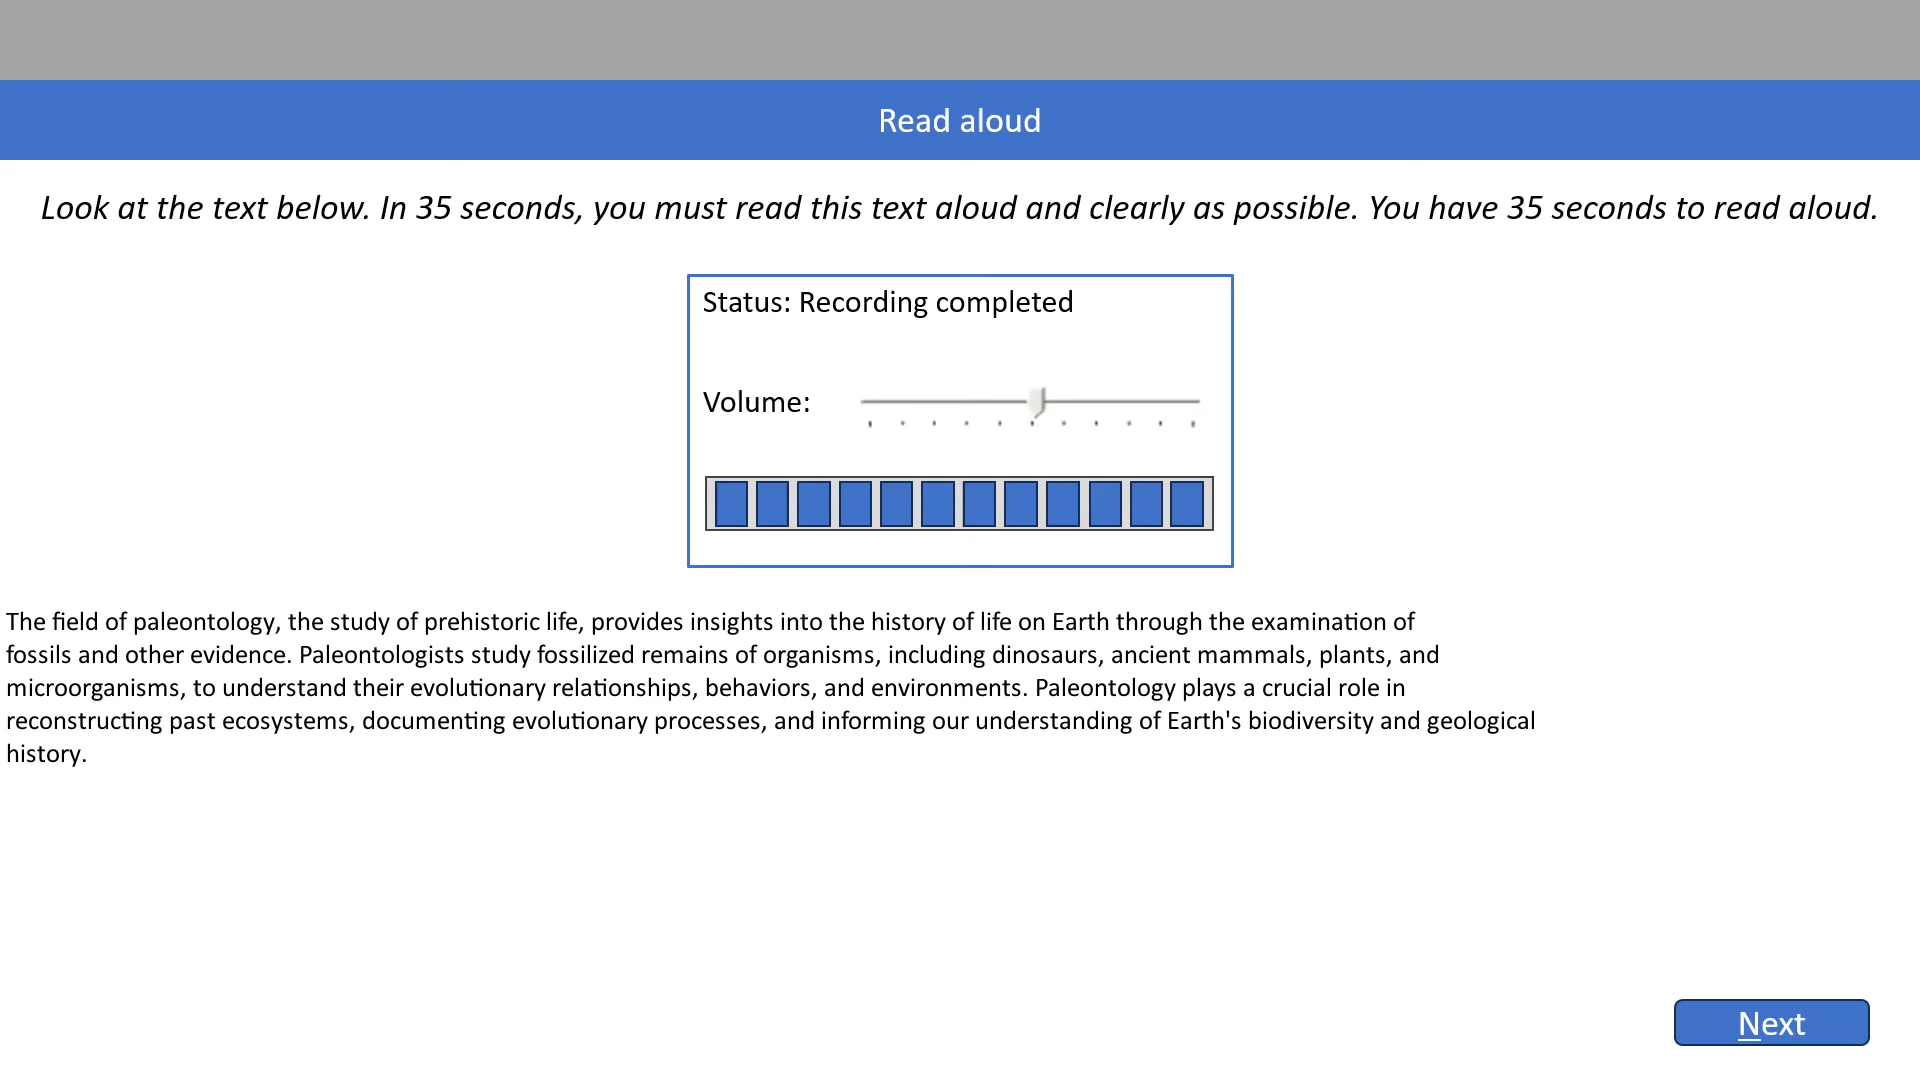 Read aloud
Look at the text below. In 35 seconds, you must read this text aloud and clearly as possible. You have 35 seconds to read aloud.
Status: Recording completed
Volume:
The field of paleontology, the study of prehistoric life, provides insights into the history of life on Earth through the examination of
fossils and other evidence. Paleontologists study fossilized remains of organisms, including dinosaurs, ancient mammals, plants, and
microorganisms, to understand their evolutionary relationships, behaviors, and environments. Paleontology plays a crucial role in
reconstructing past ecosystems, documenting evolutionary processes, and informing our understanding of Earth's biodiversity and geological
history.
Next